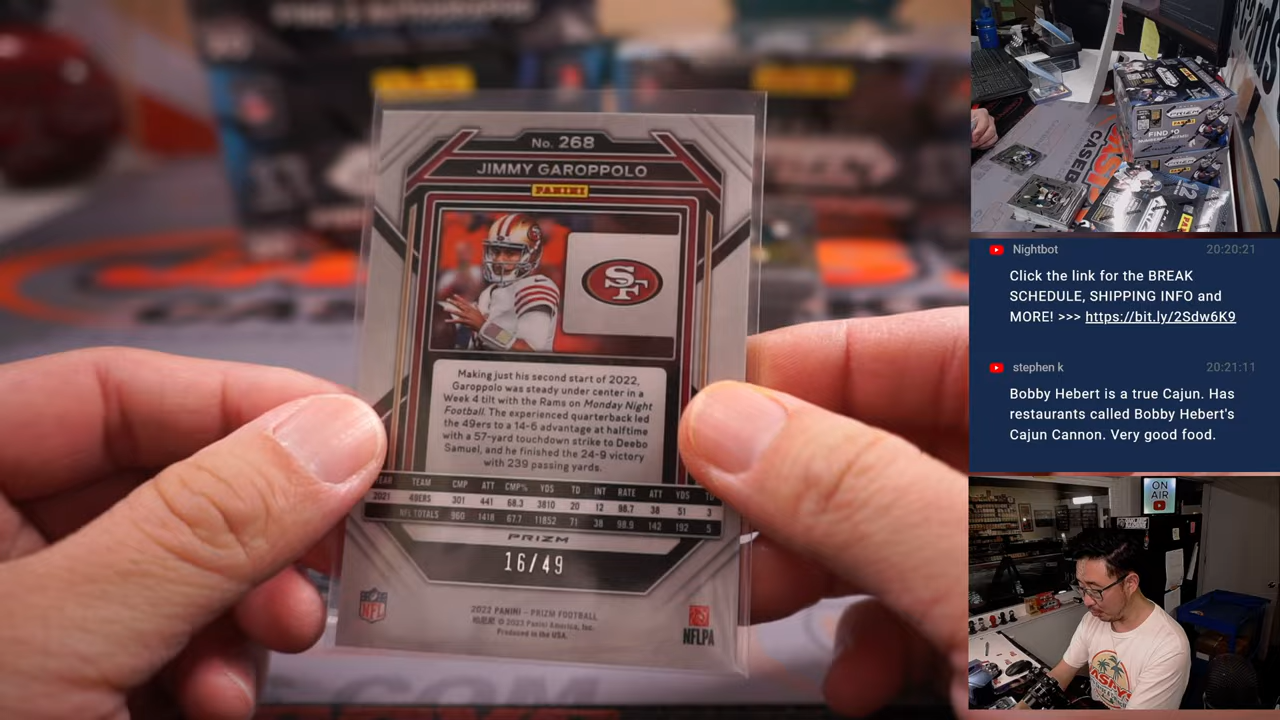 No. 268
JIMMY GAROPPOLO
PANINI
SF
Making just his second start of 2022,
Garoppolo was steady under center in a
Week 4 tilt with the Rams on Monday Night
Football. The experienced quarterback led
the 49ers to a 14-6 advantage at halftime
with a 57-yard touchdown strike to Deebo
Samuel, and he finished the 24-9 victory
with 239 passing yards.
YEAR TEAM CMP ATT CMP% YDS TD INT RATE ATT YDS TD
2021 49ERS 301 441 68.3 3810 20 12 98.7 38 51 3
NFL TOTALS 960 1418 67.7 11852 71 38 98.9 142 192 5
PRIZM
16/49
NFL
2022 PANINI – PRIZM FOOTBALL
© 2023 Panini America, Inc.
Produced in the USA.
NFLPA
Nightbot 20:20:21
Click the link for the BREAK
SCHEDULE, SHIPPING INFO and
MORE! >>> https://bit.ly/2Sdw6K9
stephen k 20:21:11
Bobby Hebert is a true Cajun. Has
restaurants called Bobby Hebert's
Cajun Cannon. Very good food.
ON
AIR